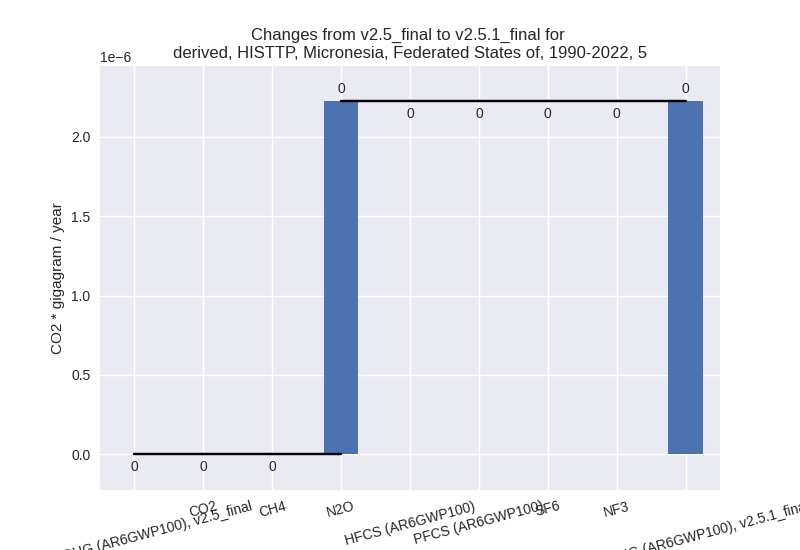 Changes from v2.5_final to v2.5.1_final for
derived, HISTTP, Micronesia, Federated States of, 1990-2022, 5
1e−6
CO2 * gigagram / year
2.0
1.5
1.0
0.5
0.0
0
0
0
0
0
0
0
0
0
(AR6GWP100), v2.5_final
CO2
CH4
N2O
HFCS (AR6GWP100)
PFCS (AR6GWP100)
SF6
NF3
(AR6GWP100), v2.5.1_fina